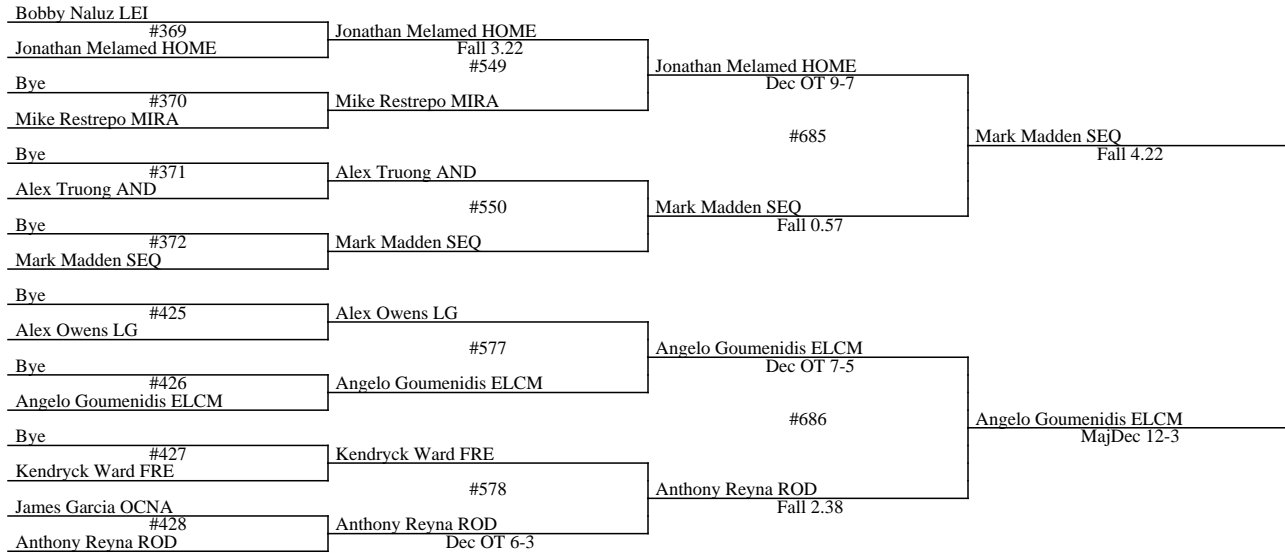 Bobby Naluz LEI
#369
Jonathan Melamed HOME
Bye
#370
Mike Restrepo MIRA
Bye
#371
Alex Truong AND
Bye
#372
Mark Madden SEQ
Bye
#425
Alex Owens LG
Bye
#426
Angelo Goumenidis ELCM
Bye
#427
Kendryck Ward FRE
James Garcia OCNA
#428
Anthony Reyna ROD
Jonathan Melamed HOME
Fall 3.22
#549
Mike Restrepo MIRA
Alex Truong AND
#550
Mark Madden SEQ
Alex Owens LG
#577
Angelo Goumenidis ELCM
Kendryck Ward FRE
#578
Anthony Reyna ROD
Dec OT 6-3
Jonathan Melamed HOME
Dec OT 9-7
#685
Mark Madden SEQ
Fall 0.57
Angelo Goumenidis ELCM
Dec OT 7-5
#686
Anthony Reyna ROD
Fall 2.38
Mark Madden SEQ
Fall 4.22
Angelo Goumenidis ELCM
MajDec 12-3